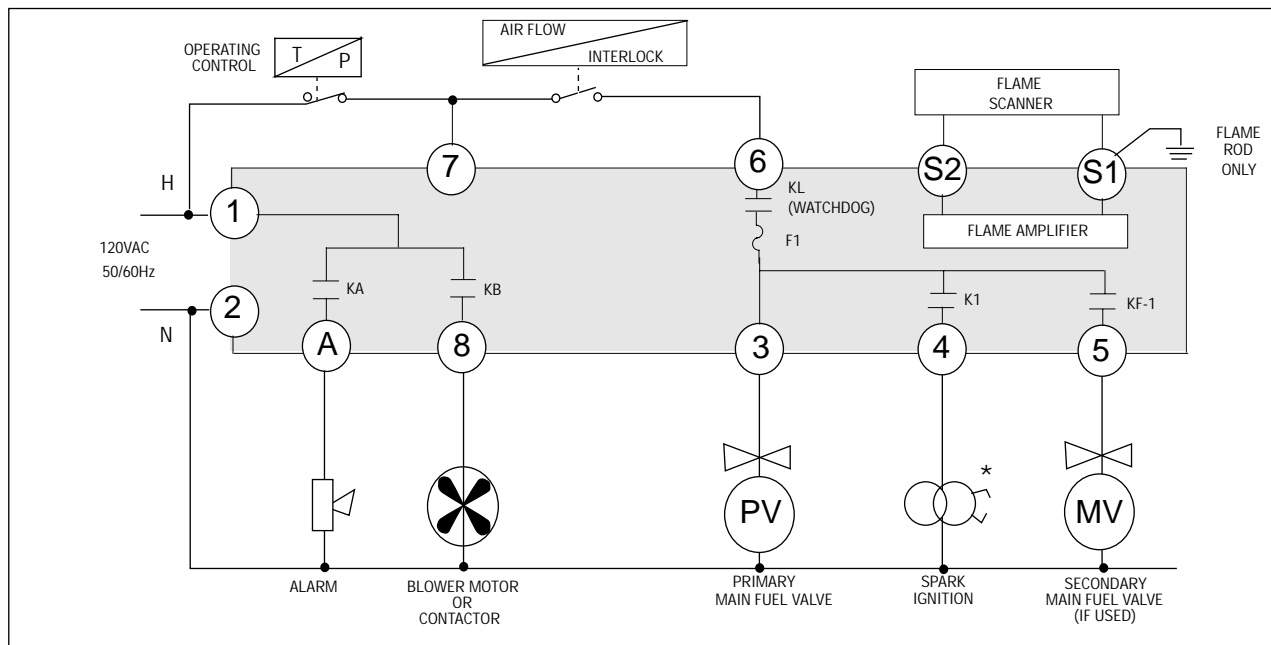 AIR FLOW
INTERLOCK
OPERATING
CONTROL
T
P
FLAME
SCANNER
FLAME
ROD
ONLY
7
6
S2
S1
H
1
KL
(WATCHDOG)
F1
FLAME AMPLIFIER
120VAC
50/60Hz
KA
KB
K1
KF-1
2
N
A
8
3
4
5
*
PV
MV
ALARM
BLOWER MOTOR
OR
CONTACTOR
PRIMARY
MAIN FUEL VALVE
SPARK
IGNITION
SECONDARY
MAIN FUEL VALVE
(IF USED)